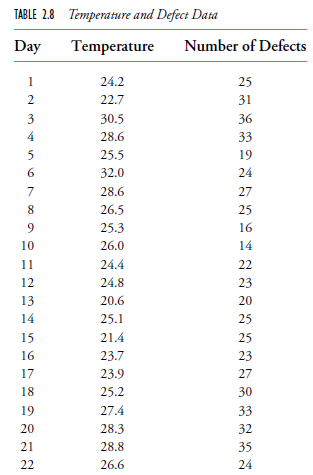 TABLE 2.8 Temperature and Defect Data
Day Temperature Number of Defects
1 24.2 25
2 22.7 31
3 30.5 36
4 28.6 33
5 25.5 19
6 32.0 24
7 28.6 27
8 26.5 25
9 25.3 16
10 26.0 14
11 24.4 22
12 24.8 23
13 20.6 20
14 25.1 25
15 21.4 25
16 23.7 23
17 23.9 27
18 25.2 30
19 27.4 33
20 28.3 32
21 28.8 35
22 26.6 24